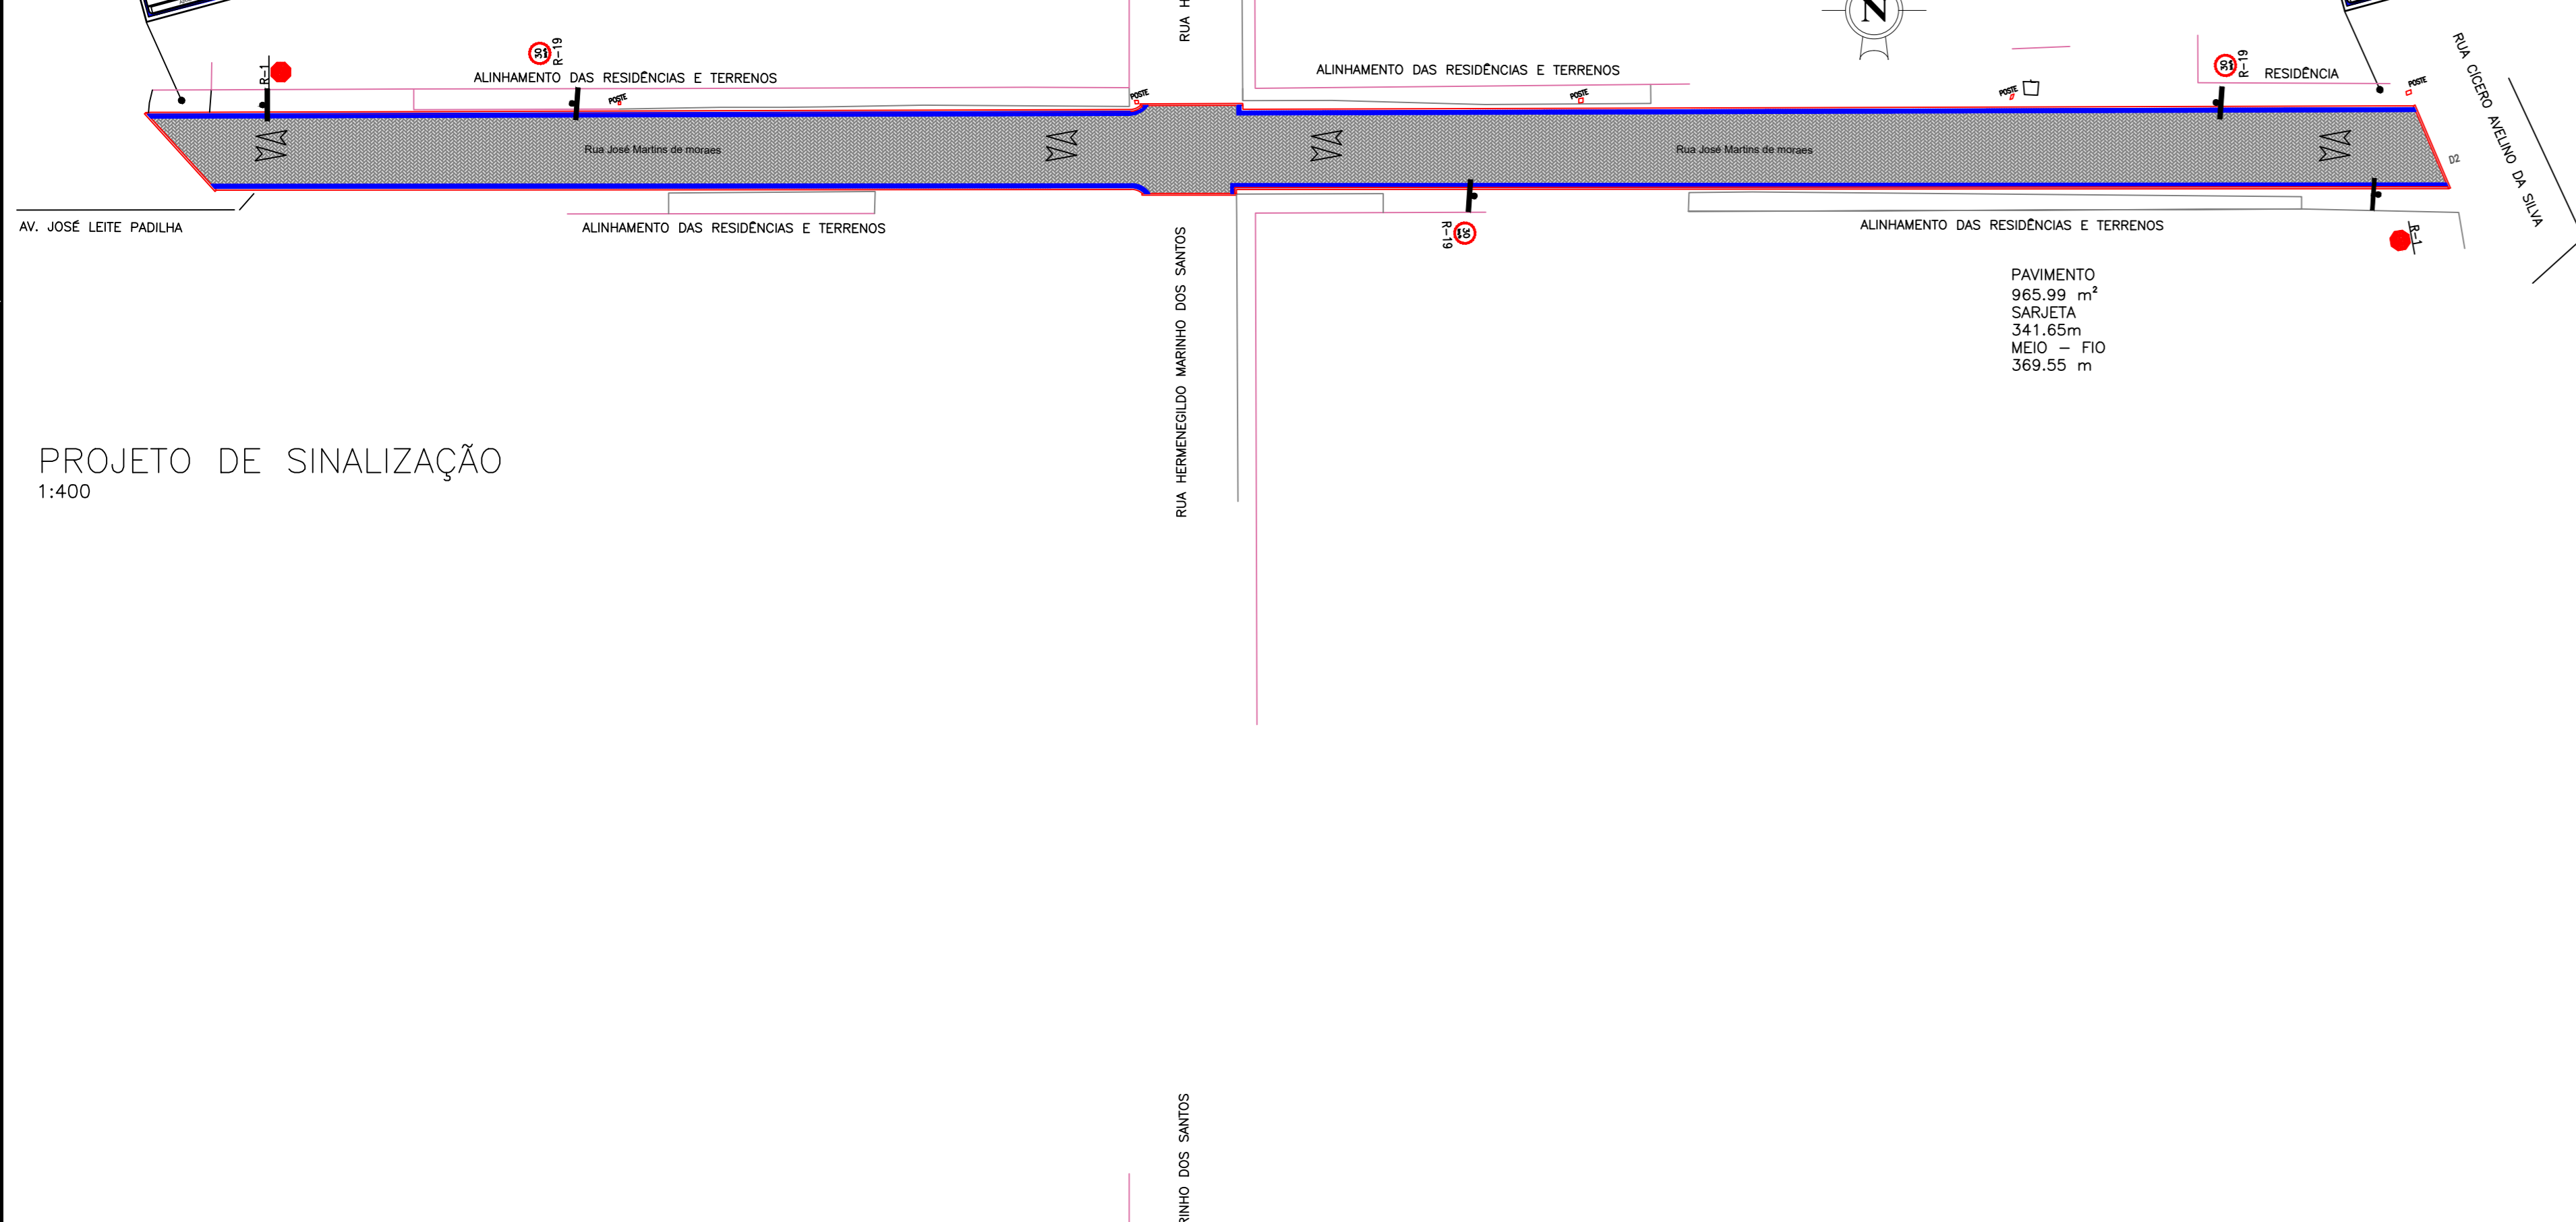 RUA H
N
RUA CÍCERO AVELINO DA SILVA
R-1
30
R-19
ALINHAMENTO DAS RESIDÊNCIAS E TERRENOS
ALINHAMENTO DAS RESIDÊNCIAS E TERRENOS
30
R-19
RESIDÊNCIA
POSTE
POSTE
POSTE
POSTE
POSTE
Rua José Martins de moraes
Rua José Martins de moraes
D2
AV. JOSÉ LEITE PADILHA
ALINHAMENTO DAS RESIDÊNCIAS E TERRENOS
RUA HERMENEGILDO MARINHO DOS SANTOS
R-19
30
ALINHAMENTO DAS RESIDÊNCIAS E TERRENOS
R-1
PAVIMENTO
965.99 m²
SARJETA
341.65m
MEIO – FIO
369.55 m
PROJETO DE SINALIZAÇÃO
1:400
RINHO DOS SANTOS